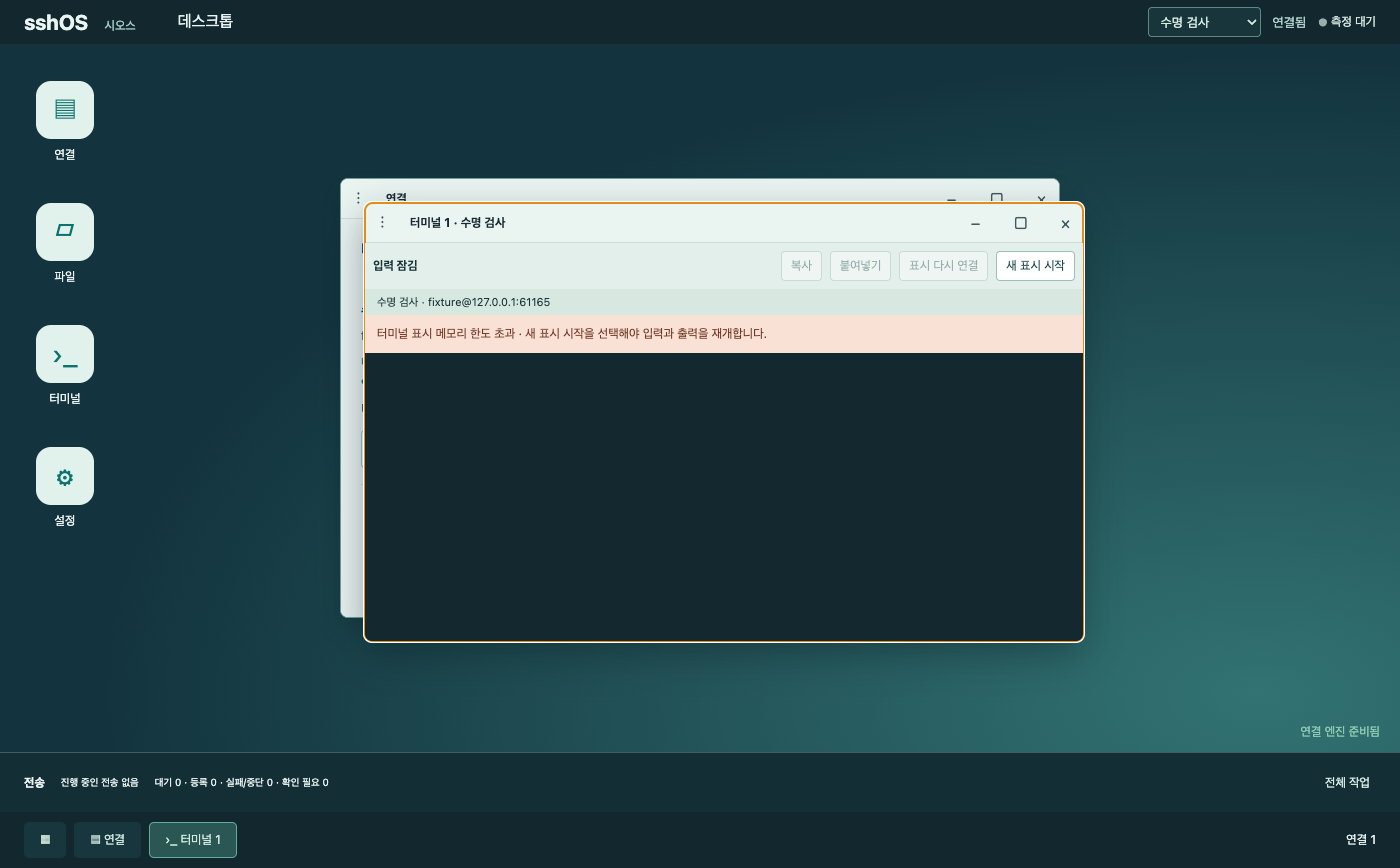 sshOS 시오스 데스크톱 수명 검사 연결됨 측정 대기
연결
파일
›_
터미널
설정
연결
터미널 1 · 수명 검사
입력 잠김 복사 붙여넣기 표시 다시 연결 새 표시 시작
수명 검사 · fixture@127.0.0.1:61165
터미널 표시 메모리 한도 초과 · 새 표시 시작을 선택해야 입력과 출력을 재개합니다.
연결 엔진 준비됨
전송 진행 중인 전송 없음 대기 0 · 등록 0 · 실패/중단 0 · 확인 필요 0 전체 작업
연결 ›_ 터미널 1 연결 1